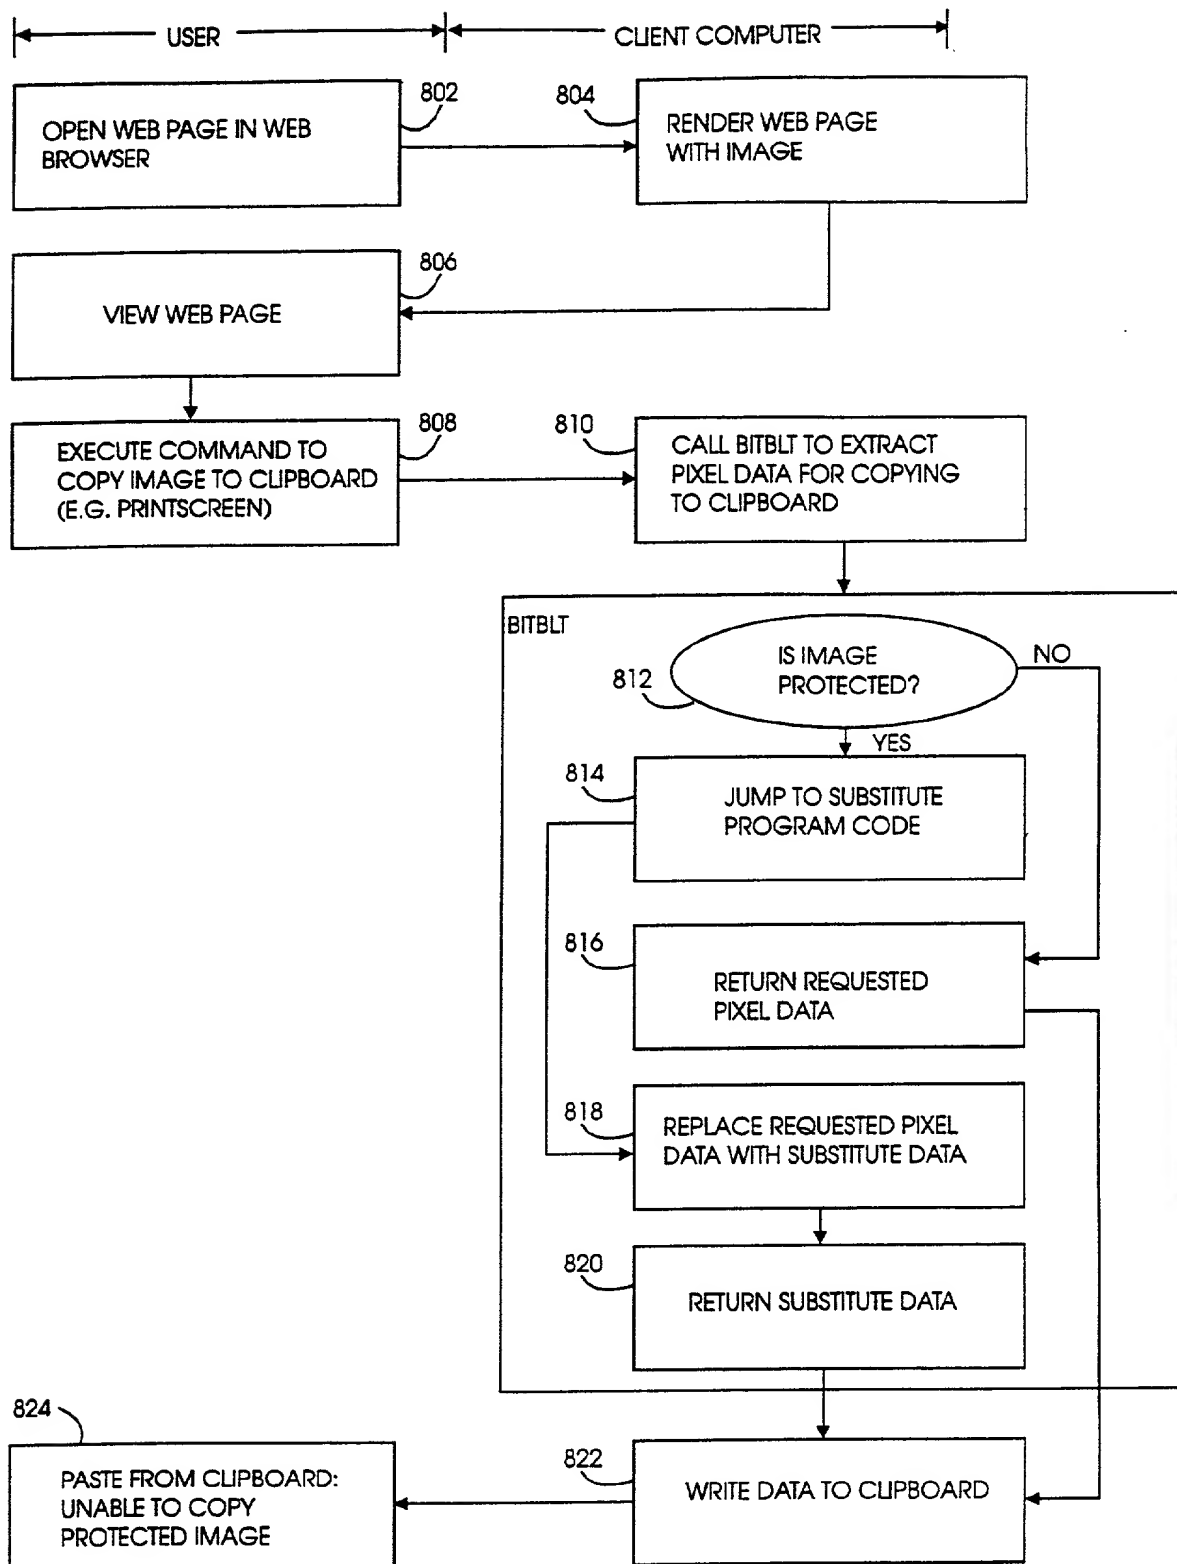 USER
CLIENT COMPUTER
802
OPEN WEB PAGE IN WEB
BROWSER
804
RENDER WEB PAGE
WITH IMAGE
806
VIEW WEB PAGE
808
EXECUTE COMMAND TO
COPY IMAGE TO CLIPBOARD
(E.G. PRINTSCREEN)
810
CALL BITBLT TO EXTRACT
PIXEL DATA FOR COPYING
TO CLIPBOARD
BITBLT
812
IS IMAGE
PROTECTED?
NO
YES
814
JUMP TO SUBSTITUTE
PROGRAM CODE
816
RETURN REQUESTED
PIXEL DATA
818
REPLACE REQUESTED PIXEL
DATA WITH SUBSTITUTE DATA
820
RETURN SUBSTITUTE DATA
822
WRITE DATA TO CLIPBOARD
824
PASTE FROM CLIPBOARD:
UNABLE TO COPY
PROTECTED IMAGE